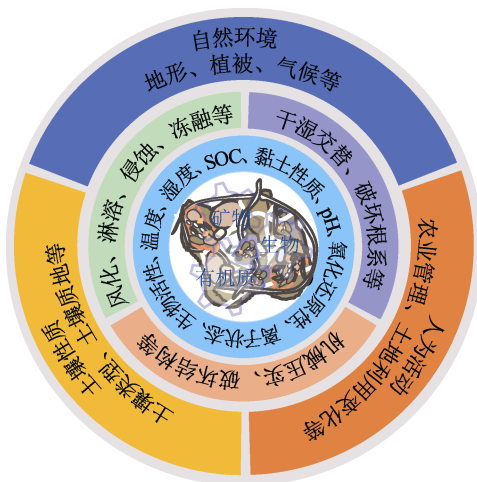 自然环境
地形、植被、气候等
农业管理、人为活动
土地利用变化等
土壤性质
土壤类型、土壤质地等
风化、淋溶、侵蚀、冻融等
干湿交替、破坏根系等
机械压实、破坏结构等
生物活性、温度、湿度、SOC、黏土性质、pH、氧化还原性、离子状态、
矿物
生物
有机质